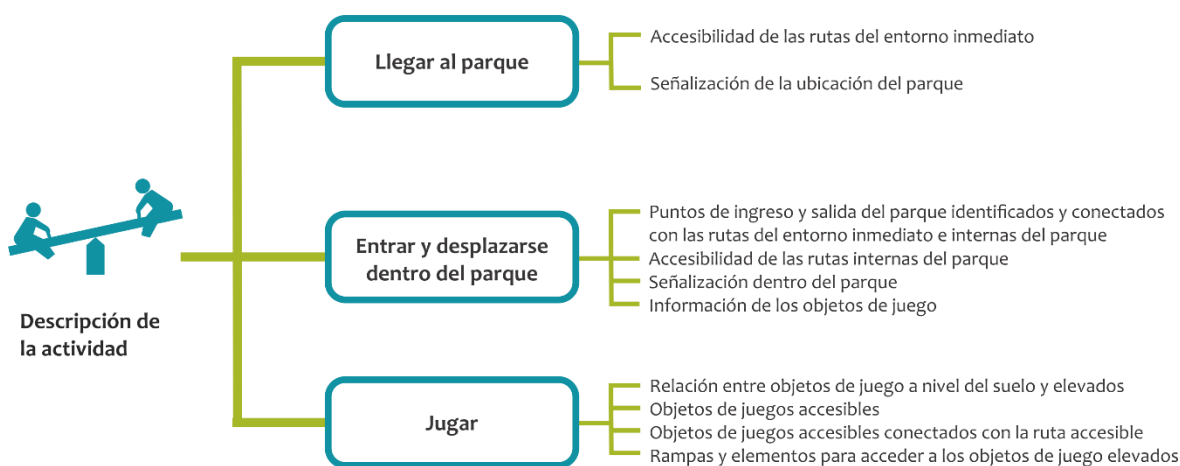 Descripción de
la actividad
Llegar al parque
Accesibilidad de las rutas del entorno inmediato
Señalización de la ubicación del parque
Entrar y desplazarse
dentro del parque
Puntos de ingreso y salida del parque identificados y conectados
con las rutas del entorno inmediato e internas del parque
Accesibilidad de las rutas internas del parque
Señalización dentro del parque
Información de los objetos de juego
Jugar
Relación entre objetos de juego a nivel del suelo y elevados
Objetos de juegos accesibles
Objetos de juegos accesibles conectados con la ruta accesible
Rampas y elementos para acceder a los objetos de juego elevados